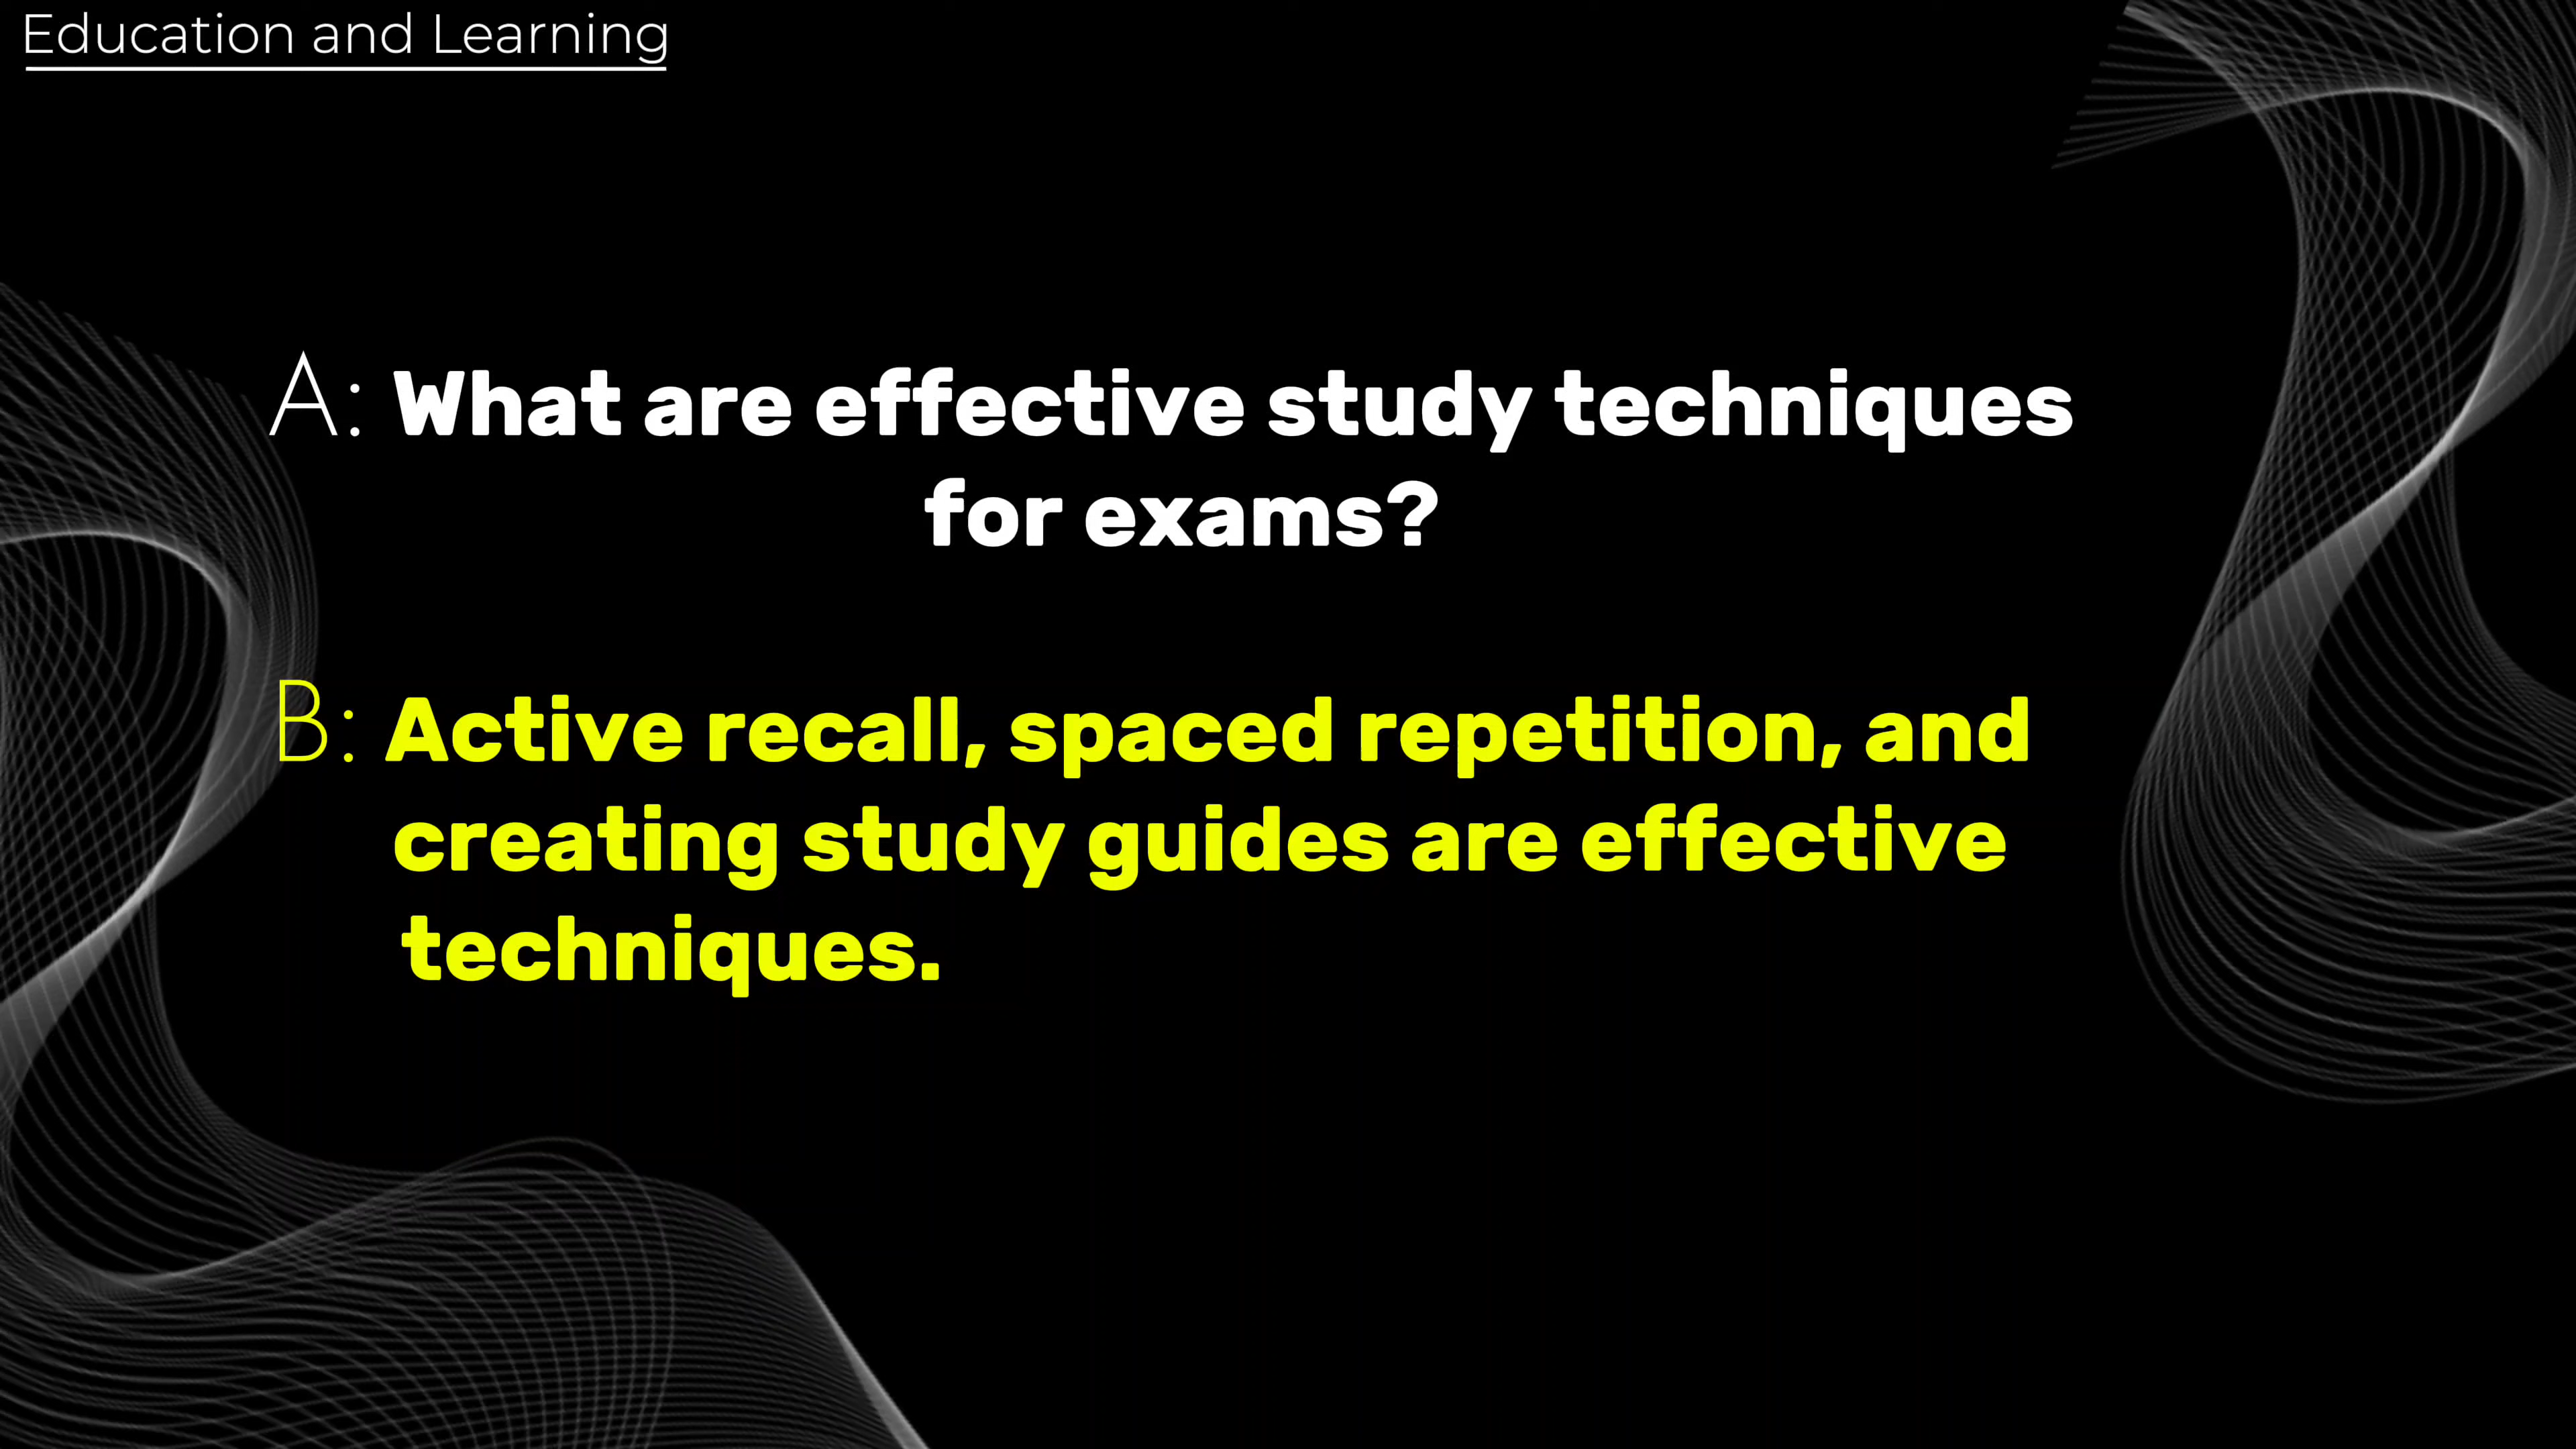 Education and Learning
A: What are effective study techniques
for exams?
B: Active recall, spaced repetition, and
creating study guides are effective
techniques.